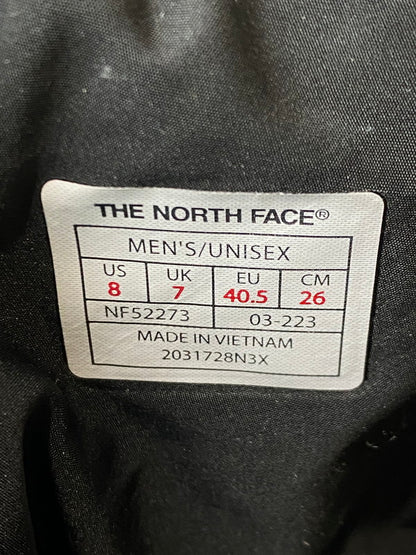 THE NORTH FACE®
MEN'S/UNISEX
US UK EU CM
8 7 40.5 26
NF52273 03-223
MADE IN VIETNAM
2031728N3X